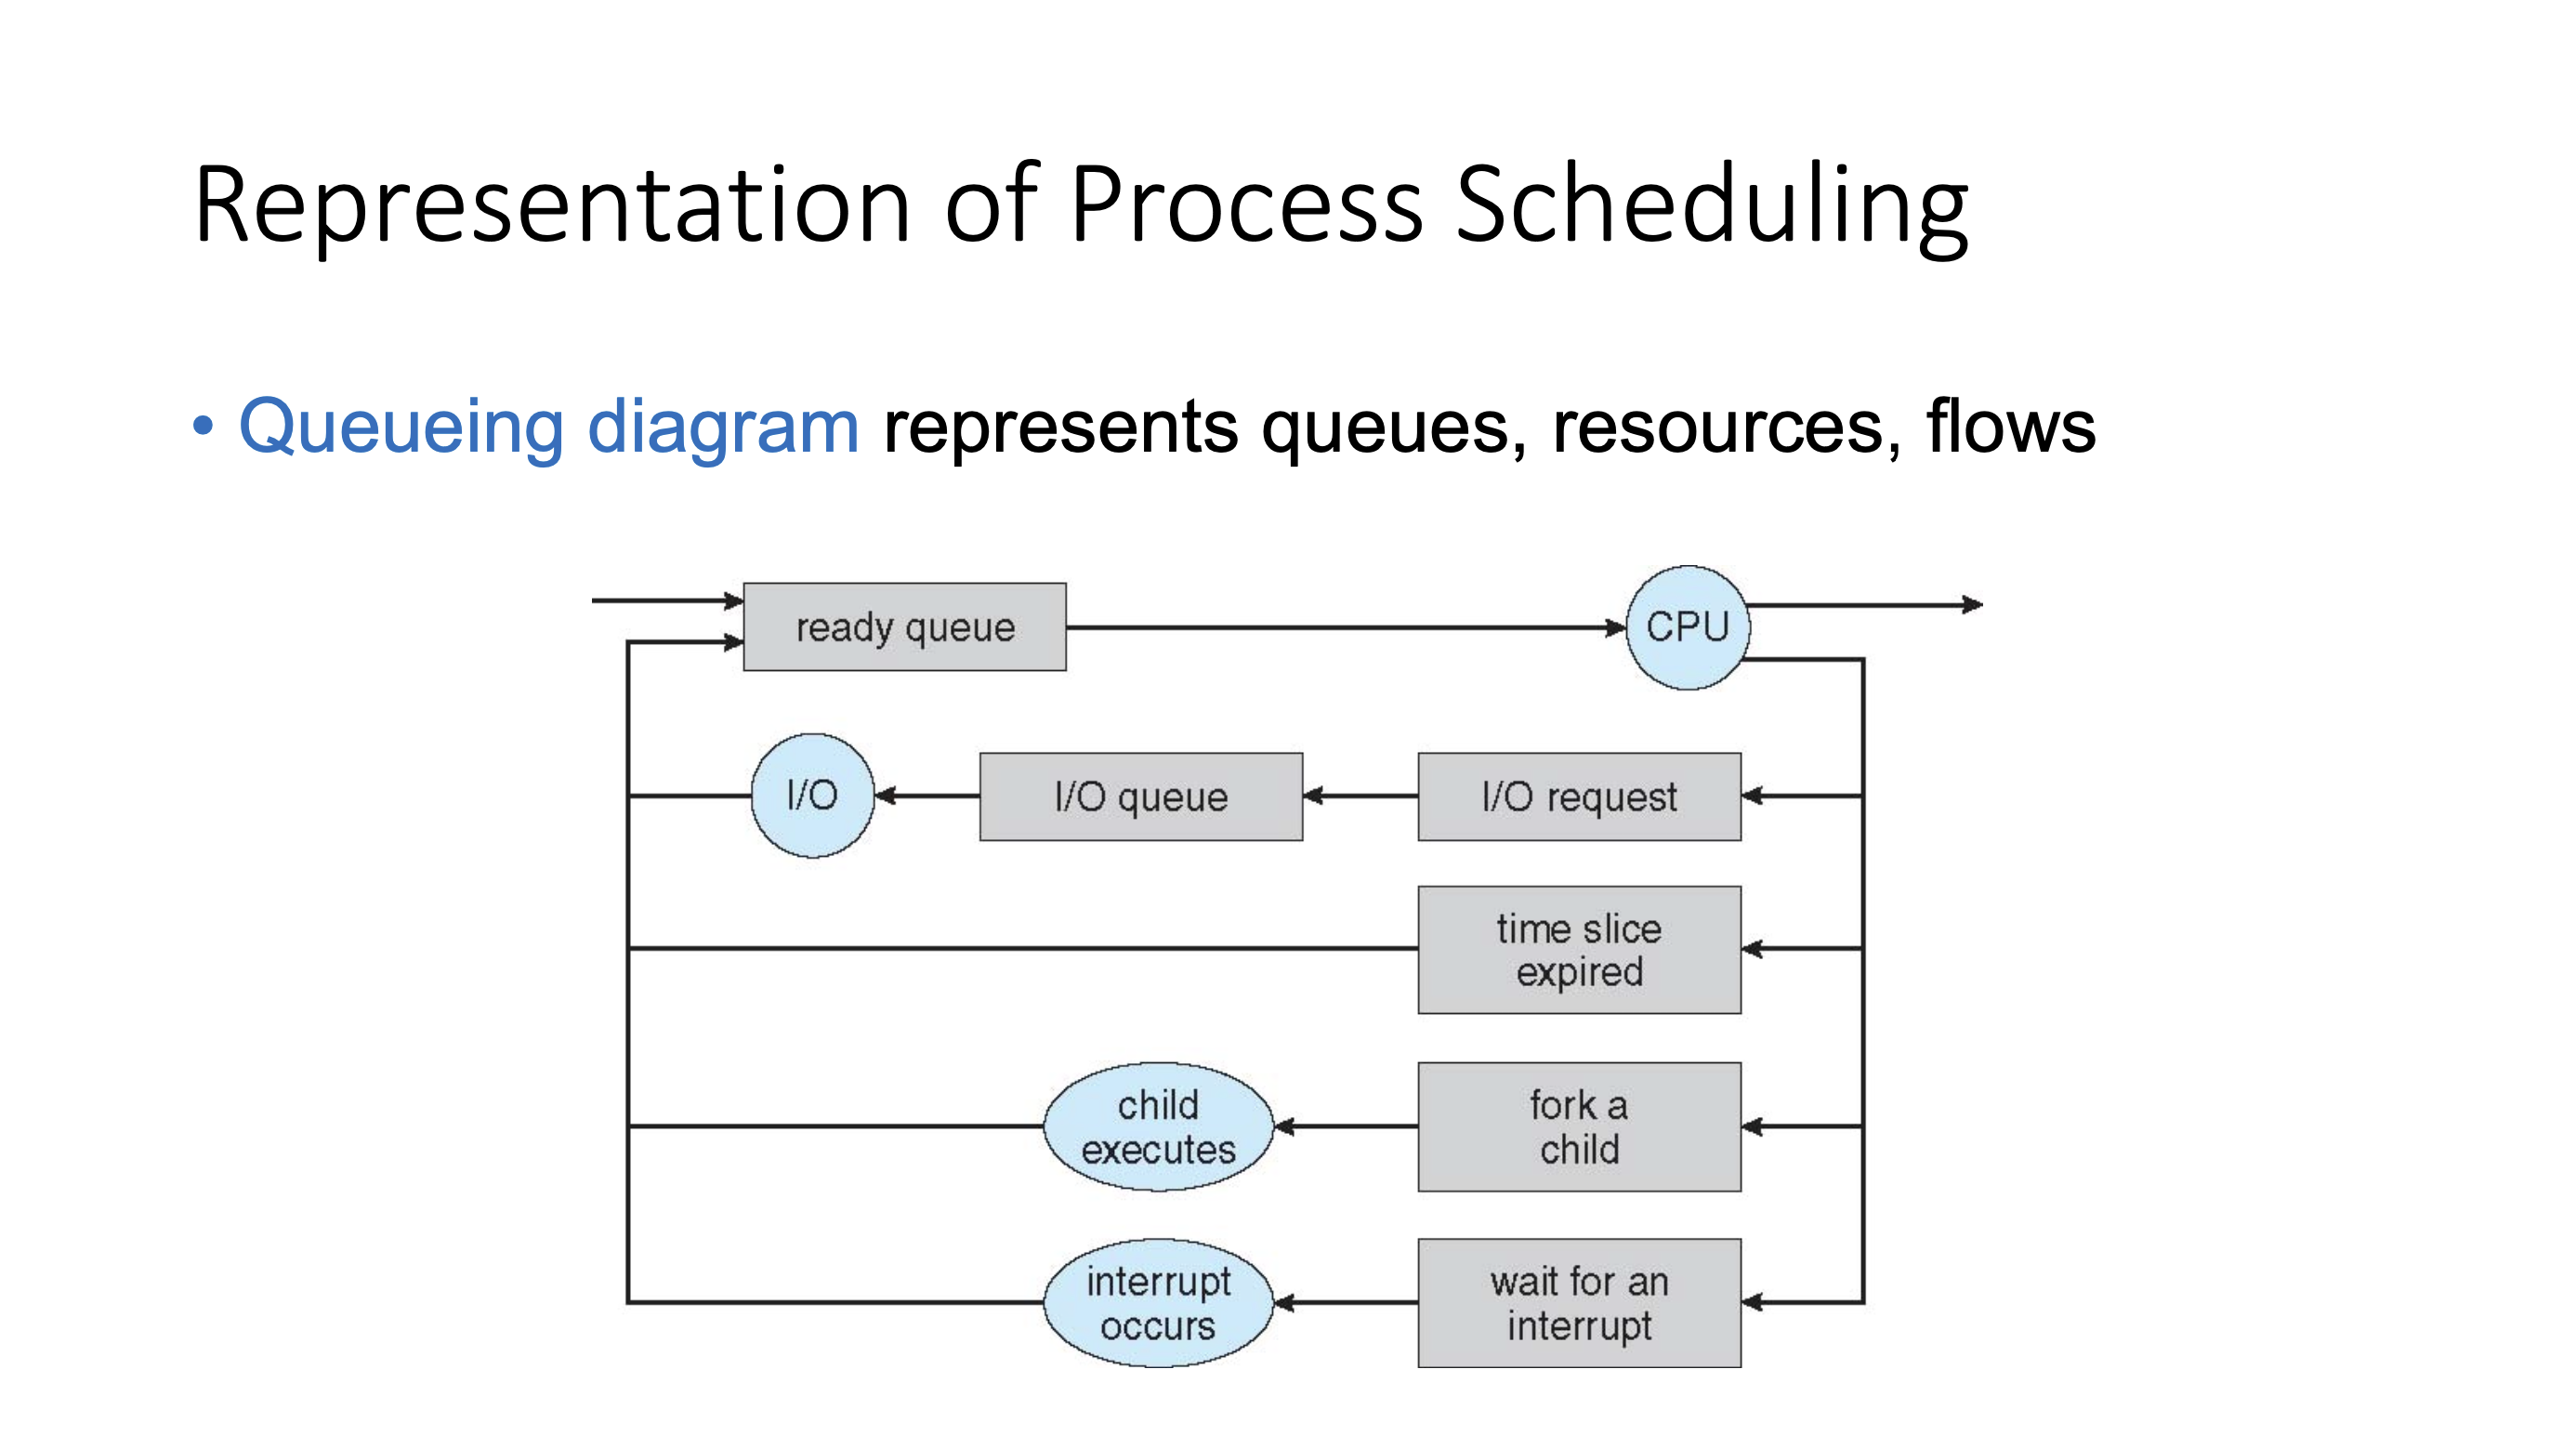 Representation of Process Scheduling
• Queueing diagram represents queues, resources, flows
ready queue
CPU
I/O
I/O queue
I/O request
time slice
expired
child
executes
fork a
child
interrupt
occurs
wait for an
interrupt